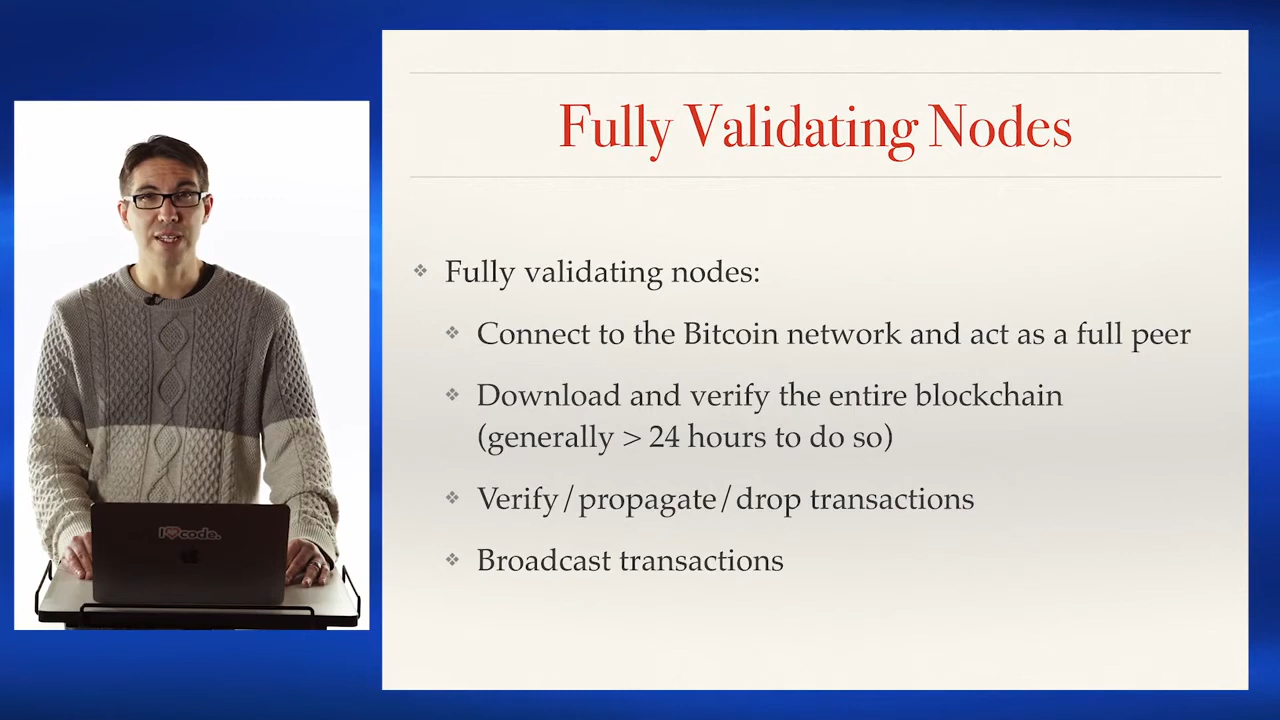 Fully Validating Nodes
Fully validating nodes:
Connect to the Bitcoin network and act as a full peer
Download and verify the entire blockchain
(generally > 24 hours to do so)
Verify/propagate/drop transactions
Broadcast transactions
I❤code.